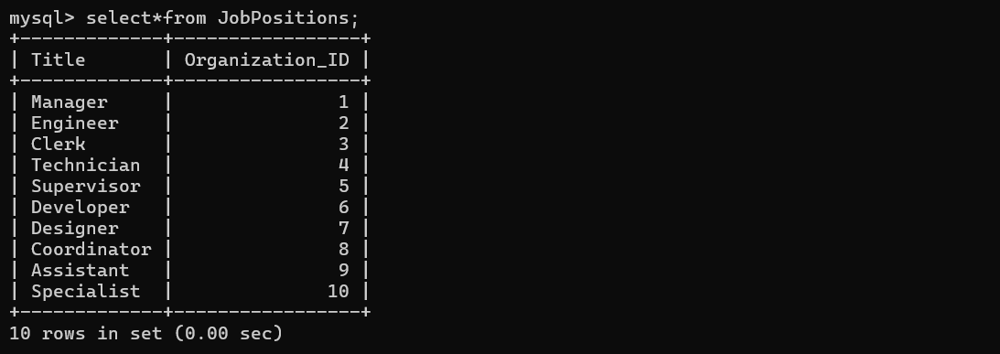 mysql> select*from JobPositions;
+-------------+-----------------+
| Title       | Organization_ID |
+-------------+-----------------+
| Manager     |               1 |
| Engineer    |               2 |
| Clerk       |               3 |
| Technician  |               4 |
| Supervisor  |               5 |
| Developer   |               6 |
| Designer    |               7 |
| Coordinator |               8 |
| Assistant   |               9 |
| Specialist  |              10 |
+-------------+-----------------+
10 rows in set (0.00 sec)